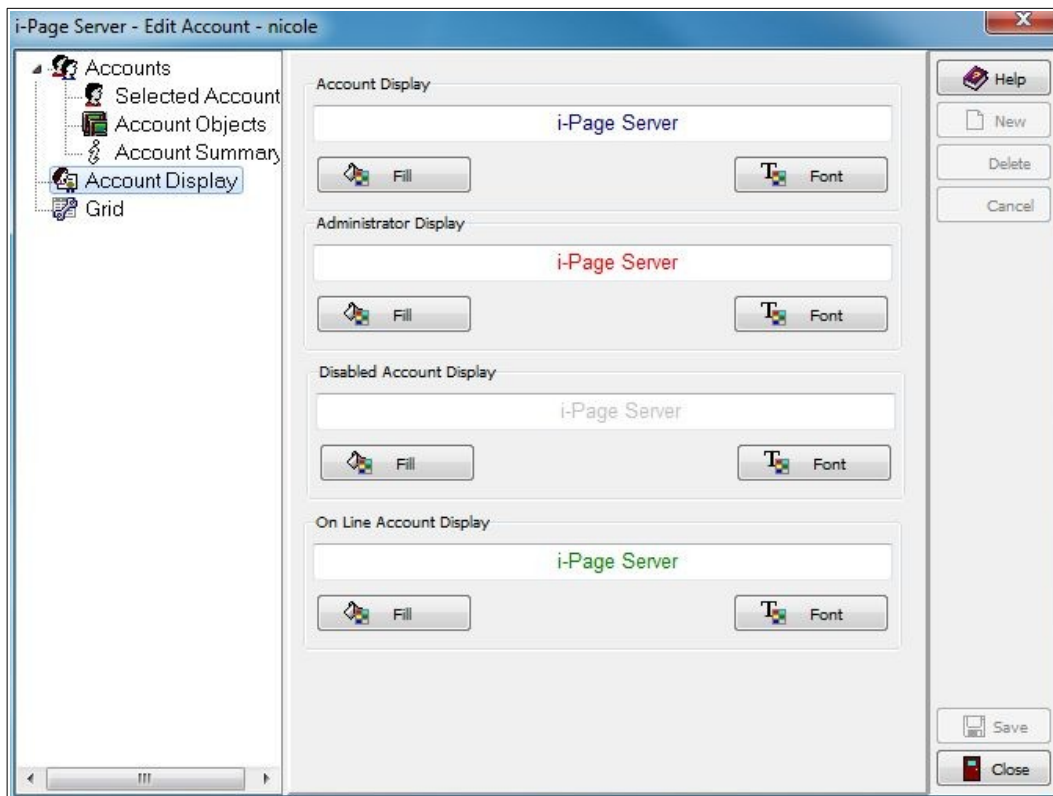 i-Page Server - Edit Account - nicole
Accounts
Selected Account
Account Objects
Account Summary
Account Display
Grid
Account Display
i-Page Server
Fill
Font
Administrator Display
i-Page Server
Fill
Font
Disabled Account Display
i-Page Server
Fill
Font
On Line Account Display
i-Page Server
Fill
Font
Help
New
Delete
Cancel
Save
Close